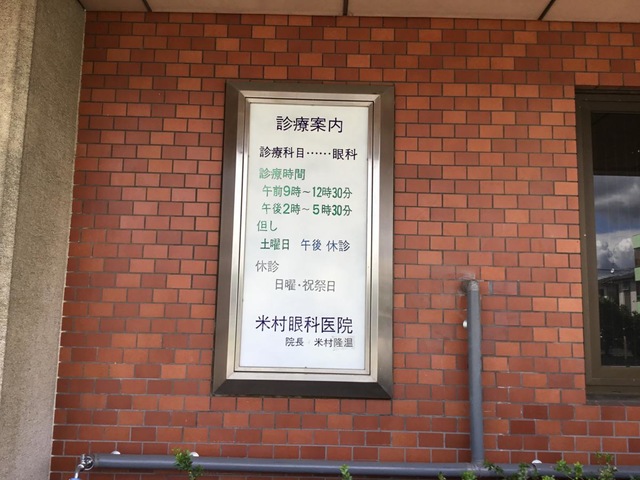 診療案内
診療科目……眼科
診療時間
午前9時〜12時30分
午後2時〜5時30分
但し
土曜日 午後 休診
休診
日曜・祝祭日
米村眼科医院
院長 米村隆温